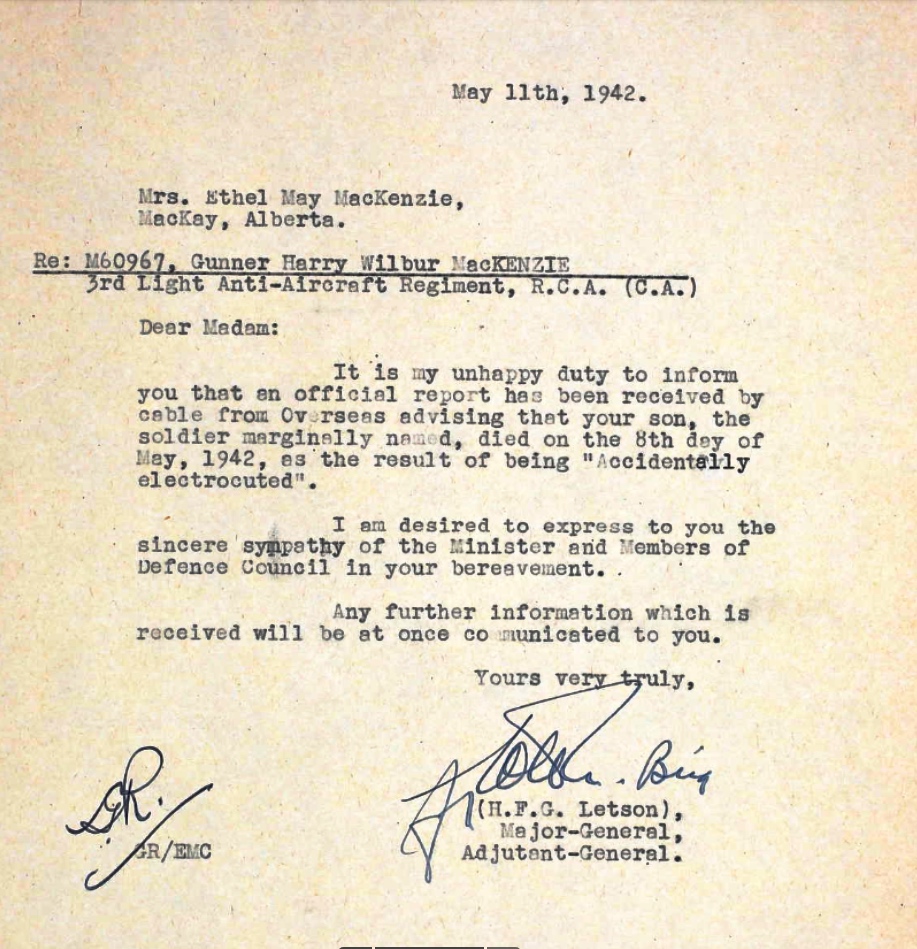 May 11th, 1942.
Mrs. Ethel May MacKenzie,
MacKay, Alberta.
Re: M60967, Gunner Harry Wilbur MacKENZIE
3rd Light Anti-Aircraft Regiment, R.C.A. (C.A.)
Dear Madam:
It is my unhappy duty to inform
you that an official report has been received by
cable from Overseas advising that your son, the
soldier marginally named, died on the 8th day of
May, 1942, as the result of being "Accidentally
electrocuted".
I am desired to express to you the
sincere sympathy of the Minister and Members of
Defence Council in your bereavement.
Any further information which is
received will be at once communicated to you.
Yours very truly,
(H.F.G. Letson),
Major-General,
GR/EMC Adjutant-General.